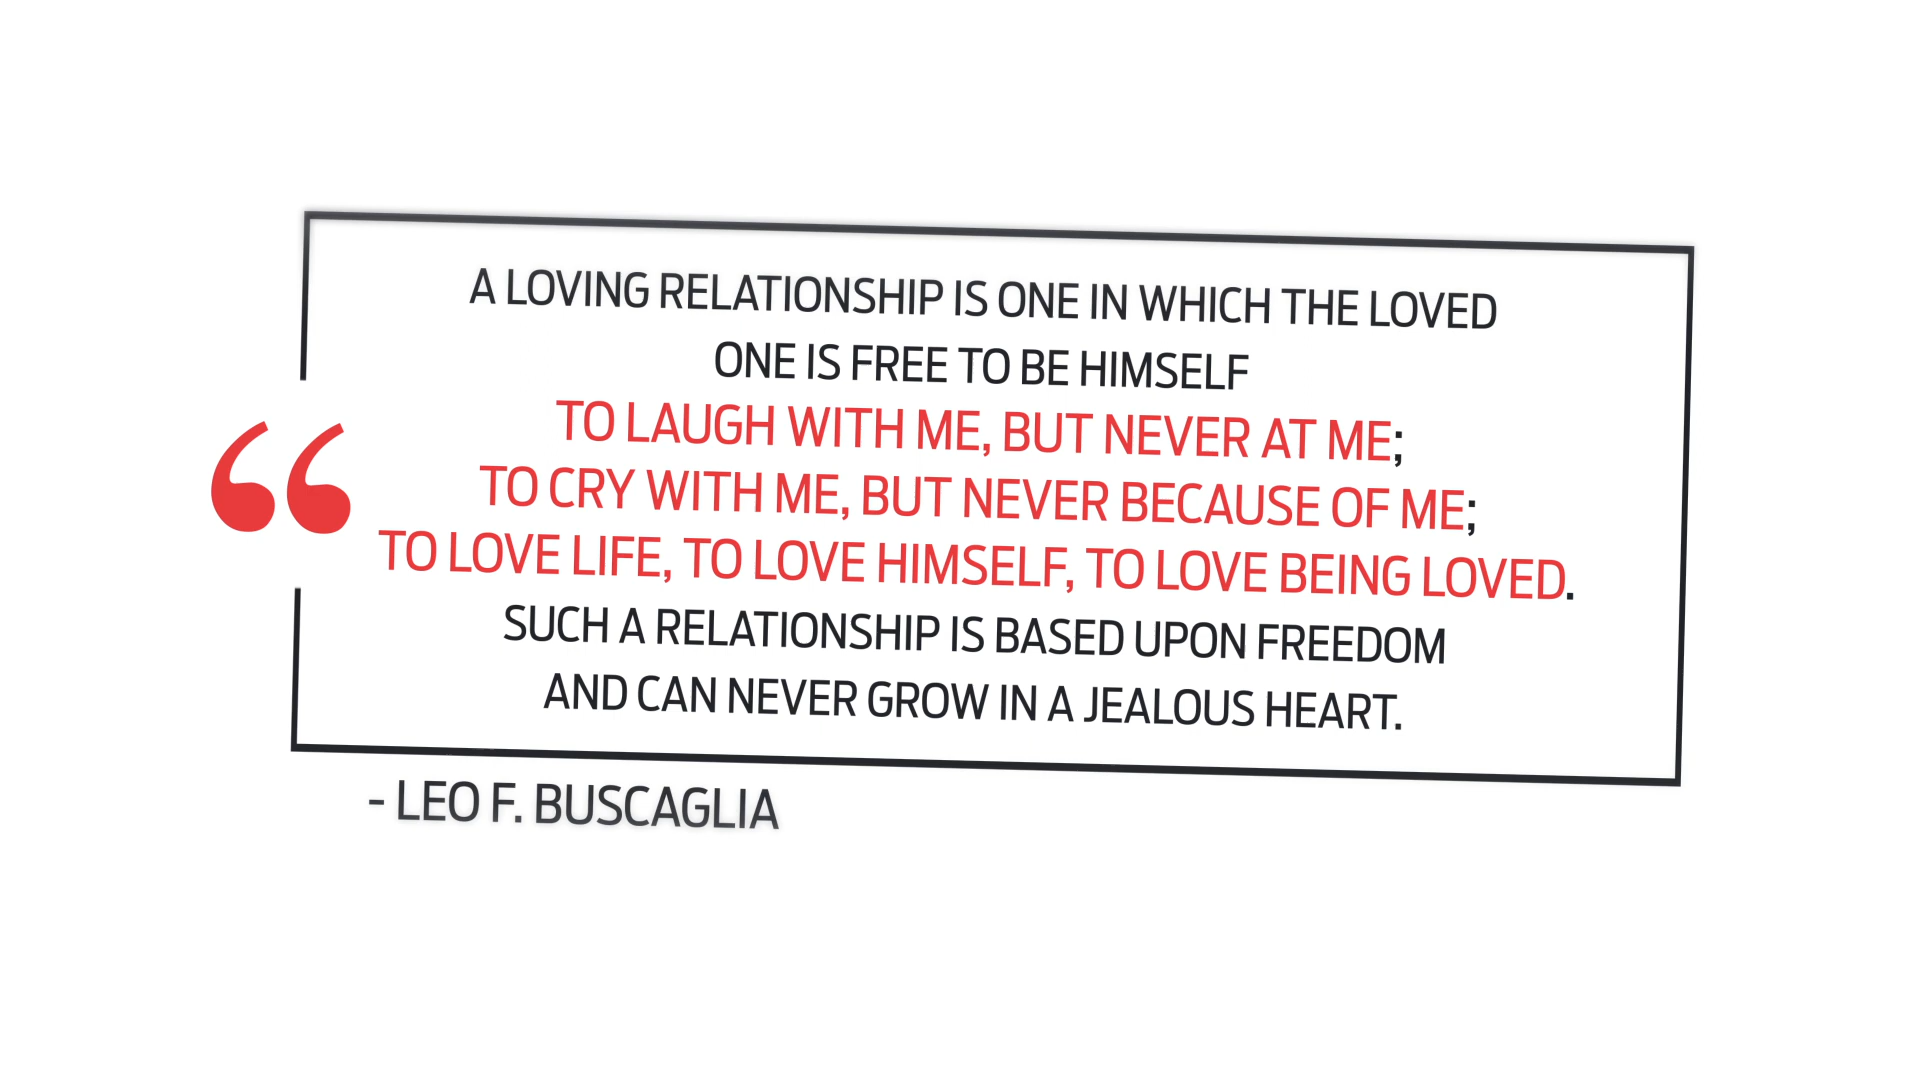 A LOVING RELATIONSHIP IS ONE IN WHICH THE LOVED
ONE IS FREE TO BE HIMSELF
TO LAUGH WITH ME, BUT NEVER AT ME;
TO CRY WITH ME, BUT NEVER BECAUSE OF ME;
TO LOVE LIFE, TO LOVE HIMSELF, TO LOVE BEING LOVED.
SUCH A RELATIONSHIP IS BASED UPON FREEDOM
AND CAN NEVER GROW IN A JEALOUS HEART.
- LEO F. BUSCAGLIA